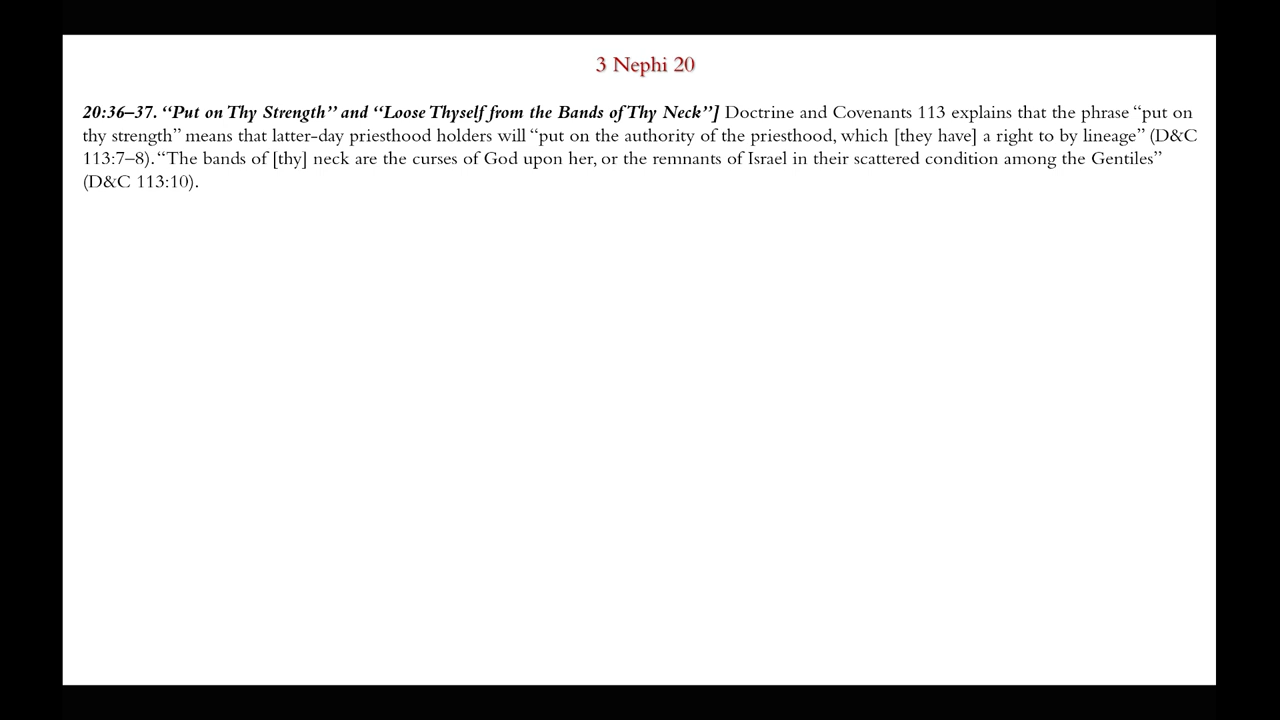 3 Nephi 20
20:36–37. “Put on Thy Strength” and “Loose Thyself from the Bands of Thy Neck”] Doctrine and Covenants 113 explains that the phrase “put on
thy strength” means that latter-day priesthood holders will “put on the authority of the priesthood, which [they have] a right to by lineage” (D&C
113:7–8). “The bands of [thy] neck are the curses of God upon her, or the remnants of Israel in their scattered condition among the Gentiles”
(D&C 113:10).